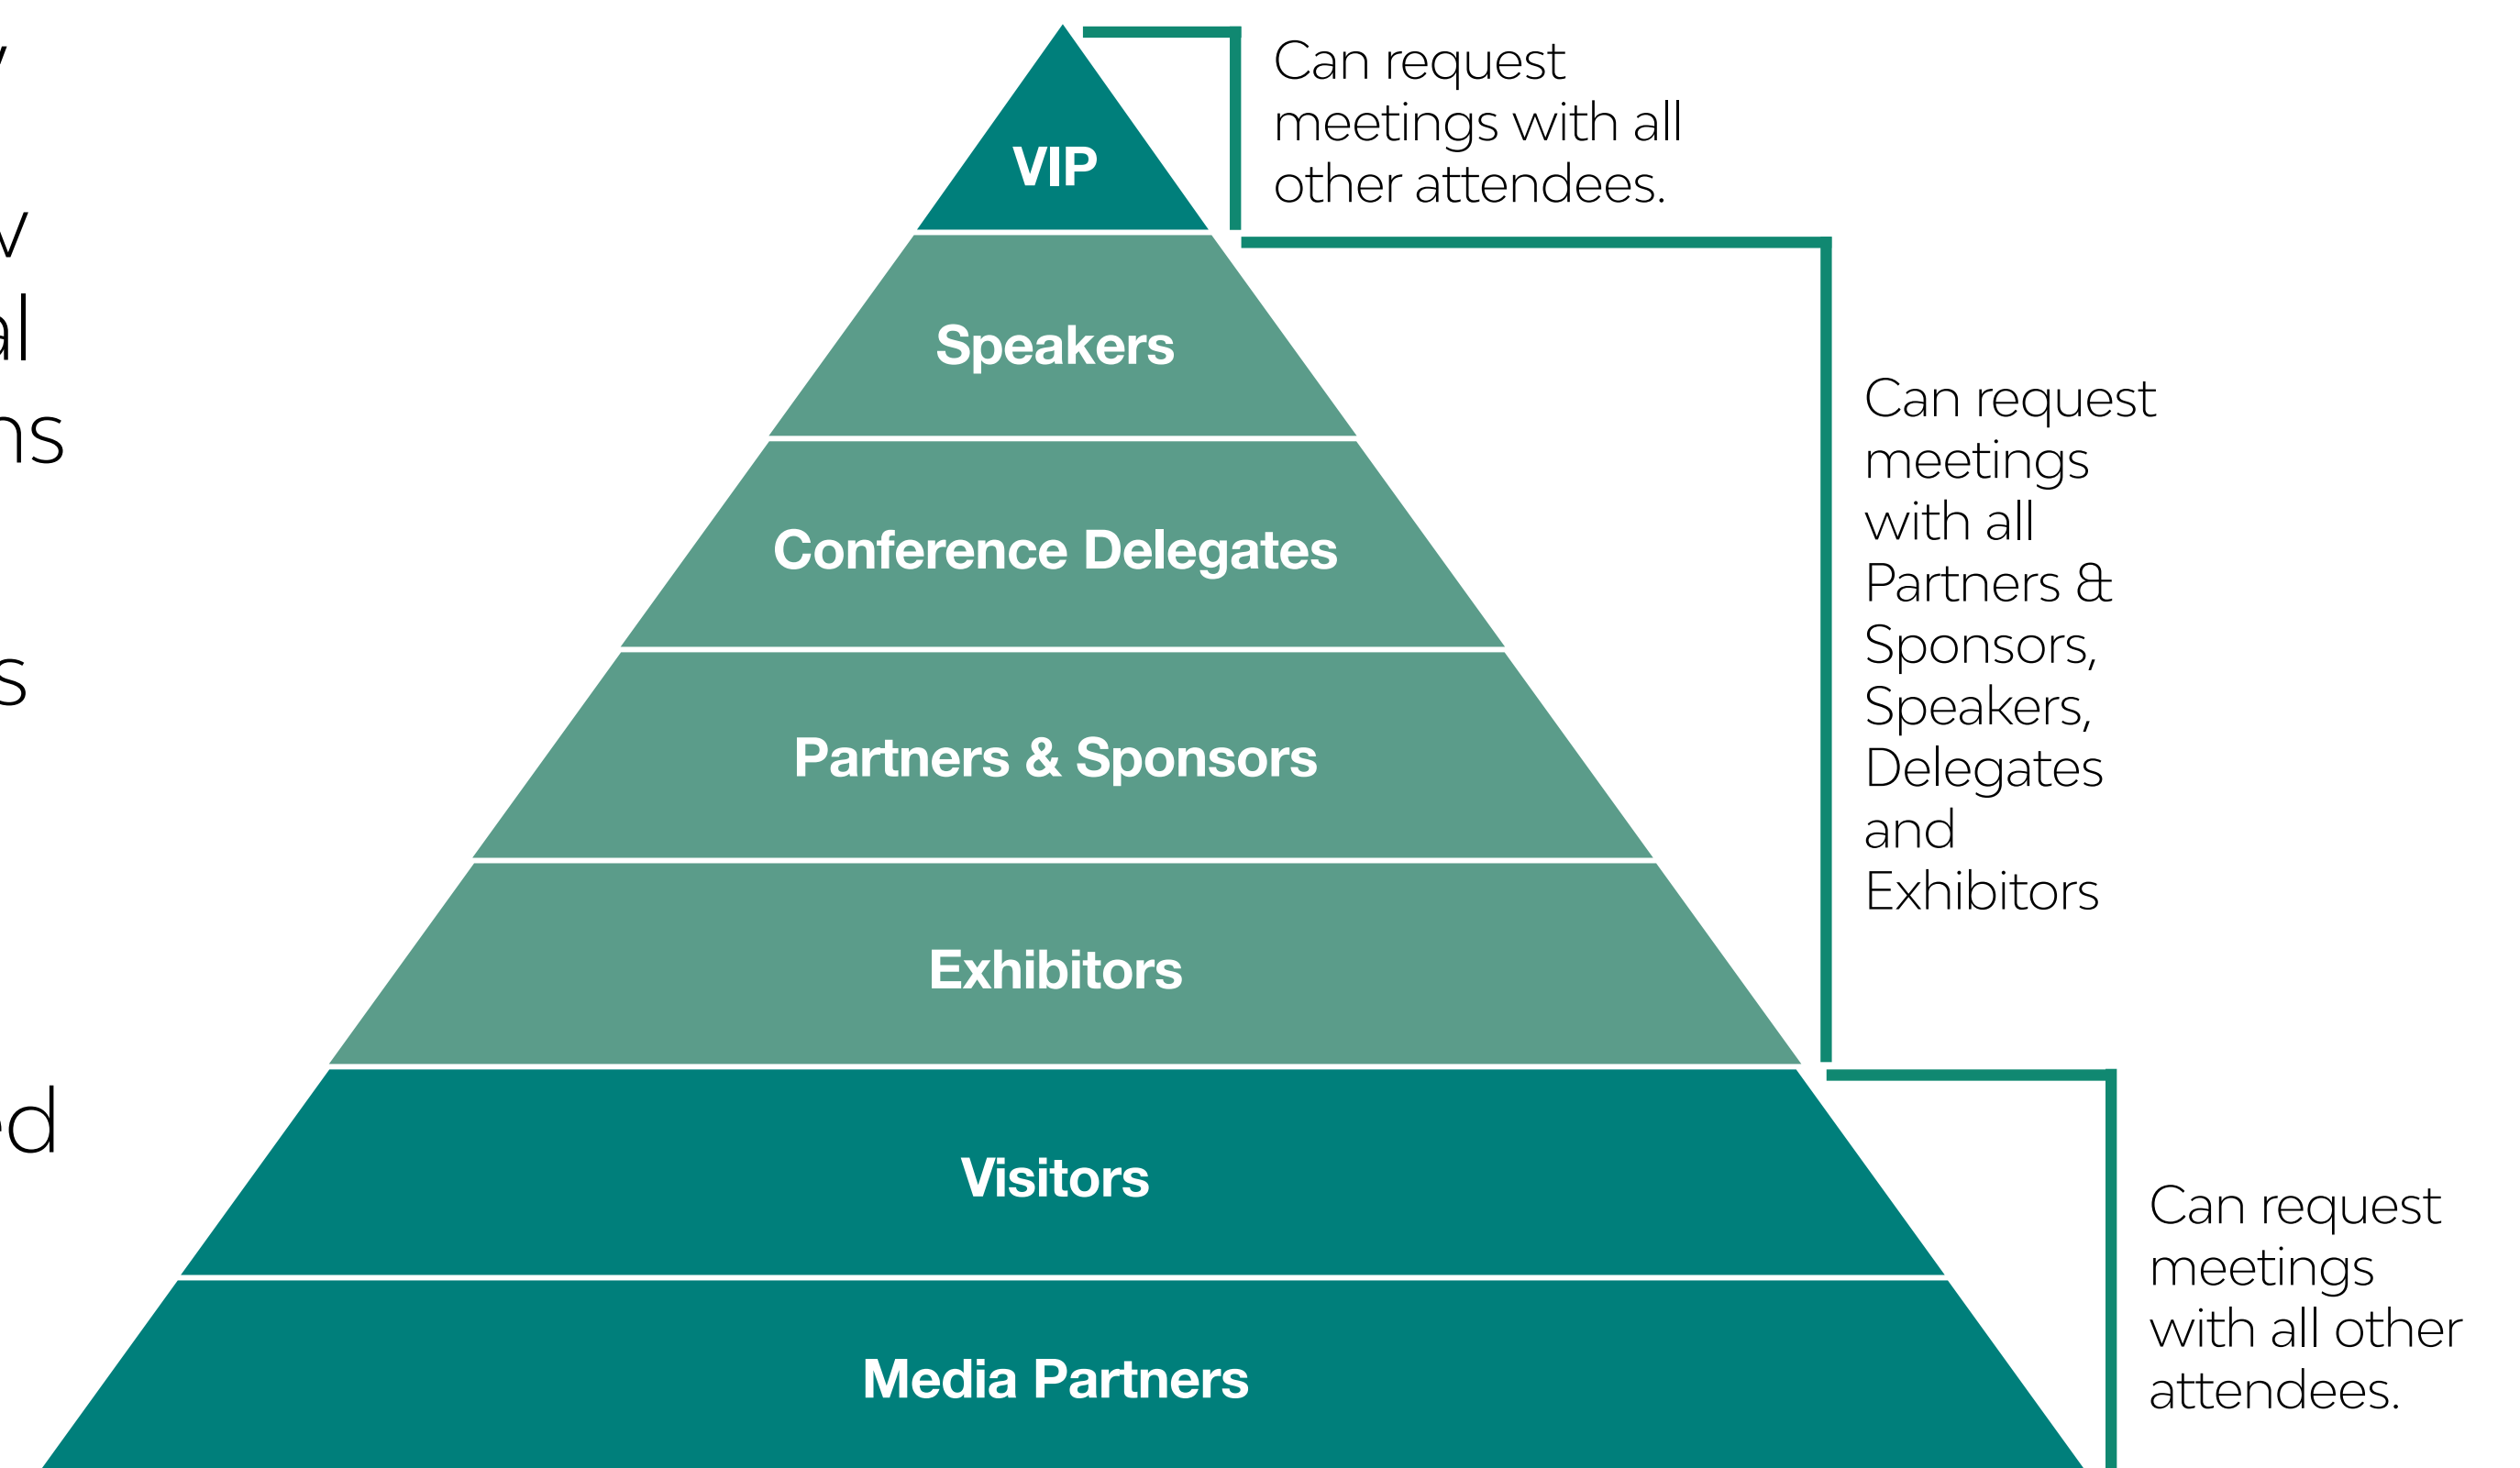 Can request
meetings with all
other attendees.
VIP
Speakers
Conference Delegates
Partners & Sponsors
Exhibitors
Can request
meetings
with all
Partners &
Sponsors,
Speakers,
Delegates
and
Exhibitors
Visitors
Media Partners
Can request
meetings
with all other
attendees.